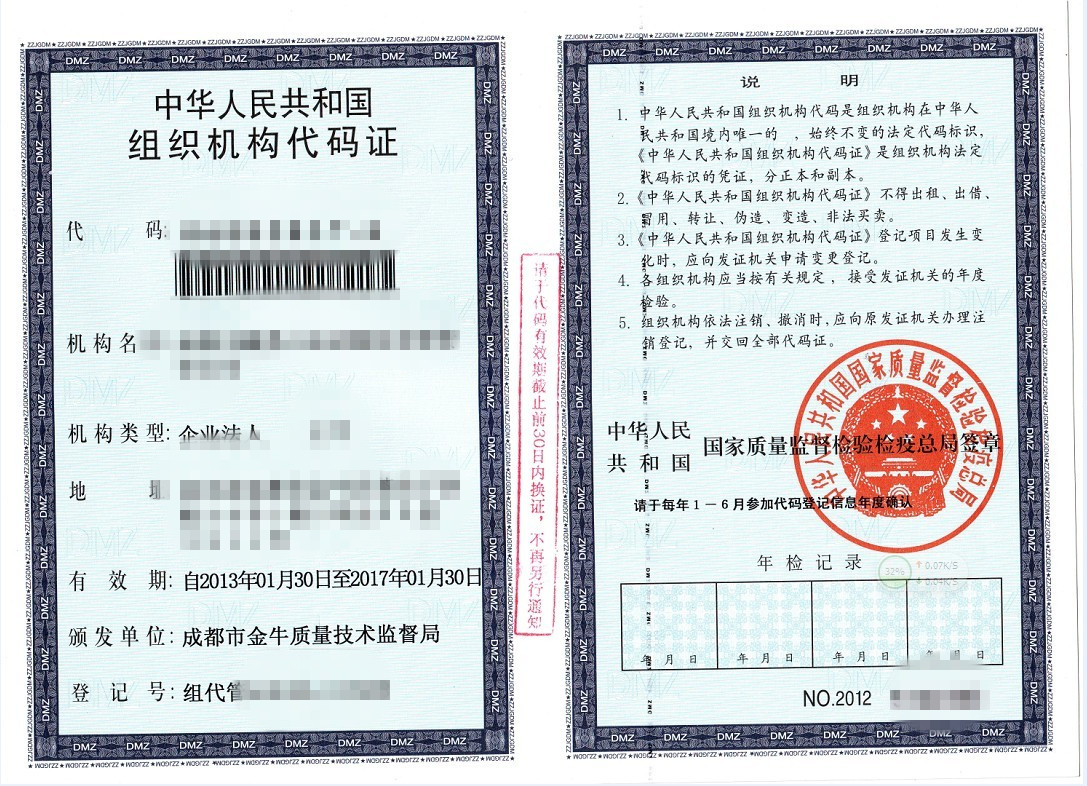 中华人民共和国
组织机构代码证
代 码:
机构名
机构类型: 企业法人
地 址
有 效 期: 自2013年01月30日至2017年01月30日
颁发单位: 成都市金牛质量技术监督局
登 记 号: 组代管
请于代码有效期截止前30日内换证，不再另行通知
说 明
1. 中华人民共和国组织机构代码是组织机构在中华人
民共和国境内唯一的 ，始终不变的法定代码标识，
《中华人民共和国组织机构代码证》是组织机构法定
代码标识的凭证，分正本和副本。
2.《中华人民共和国组织机构代码证》不得出租、出借、
冒用、转让、伪造、变造、非法买卖。
3.《中华人民共和国组织机构代码证》登记项目发生变
化时，应向发证机关申请变更登记。
4. 各组织机构应当按有关规定，接受发证机关的年度
检验。
5. 组织机构依法注销、撤消时，应向原发证机关办理注
销登记，并交回全部代码证。
中华人民
共和国
国家质量监督检验检疫总局签章
中华人民共和国国家质量监督检验检疫总局
请于每年1－6月参加代码登记信息年度确认
年 检 记 录
32%
0.07K/S
0.04K/S
年 月 日
年 月 日
年 月 日
年 月 日
NO.2012